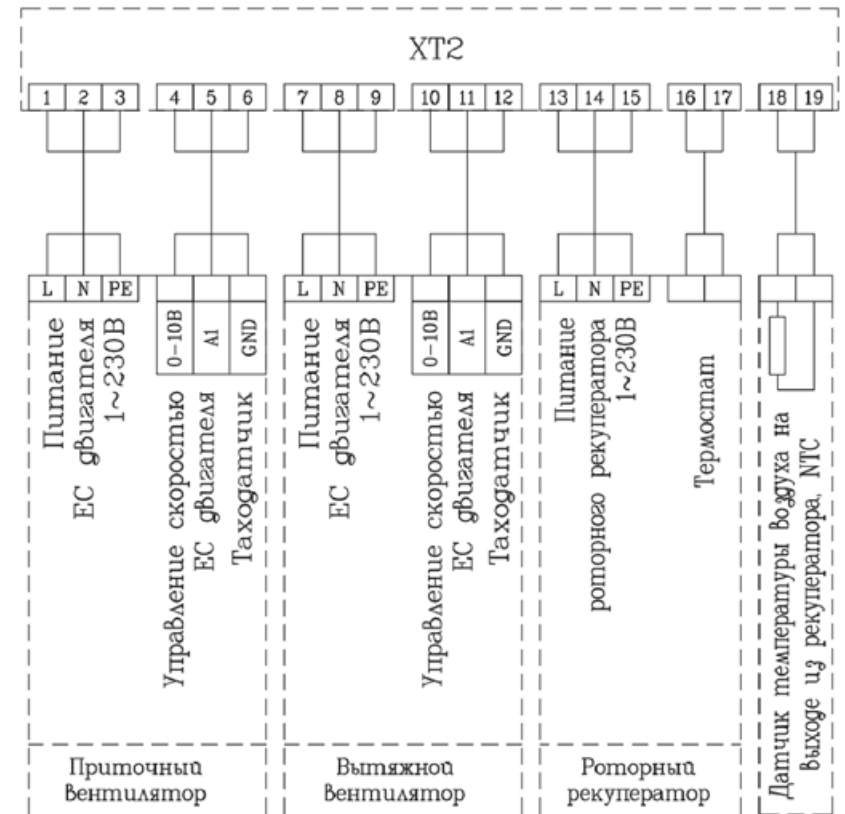 XT2
1 2 3 4 5 6 7 8 9 10 11 12 13 14 15 16 17 18 19
L N PE
L N PE
L N PE
0-10В
A1
GND
0-10В
A1
GND
Питание
ЕС двигателя
1~230В
Управление скоростью
ЕС двигателя
Таходатчик
Питание
ЕС двигателя
1~230В
Управление скоростью
ЕС двигателя
Таходатчик
Питание
роторного рекуператора
1~230В
Термостат
Датчик температуры воздуха на
выходе из рекуператора, NTC
Приточный
вентилятор
Вытяжной
вентилятор
Роторный
рекуператор